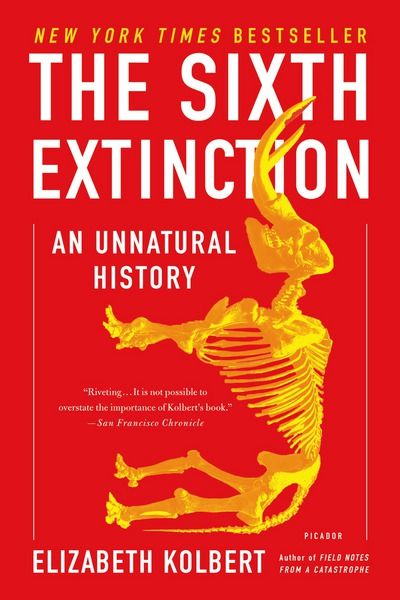 NEW YORK TIMES BESTSELLER
THE SIXTH
EXTINCTION
AN UNNATURAL
HISTORY
“Riveting…It is not possible to
overstate the importance of Kolbert's book.”
—San Francisco Chronicle
PICADOR
ELIZABETH KOLBERT
Author of FIELD NOTES
FROM A CATASTROPHE